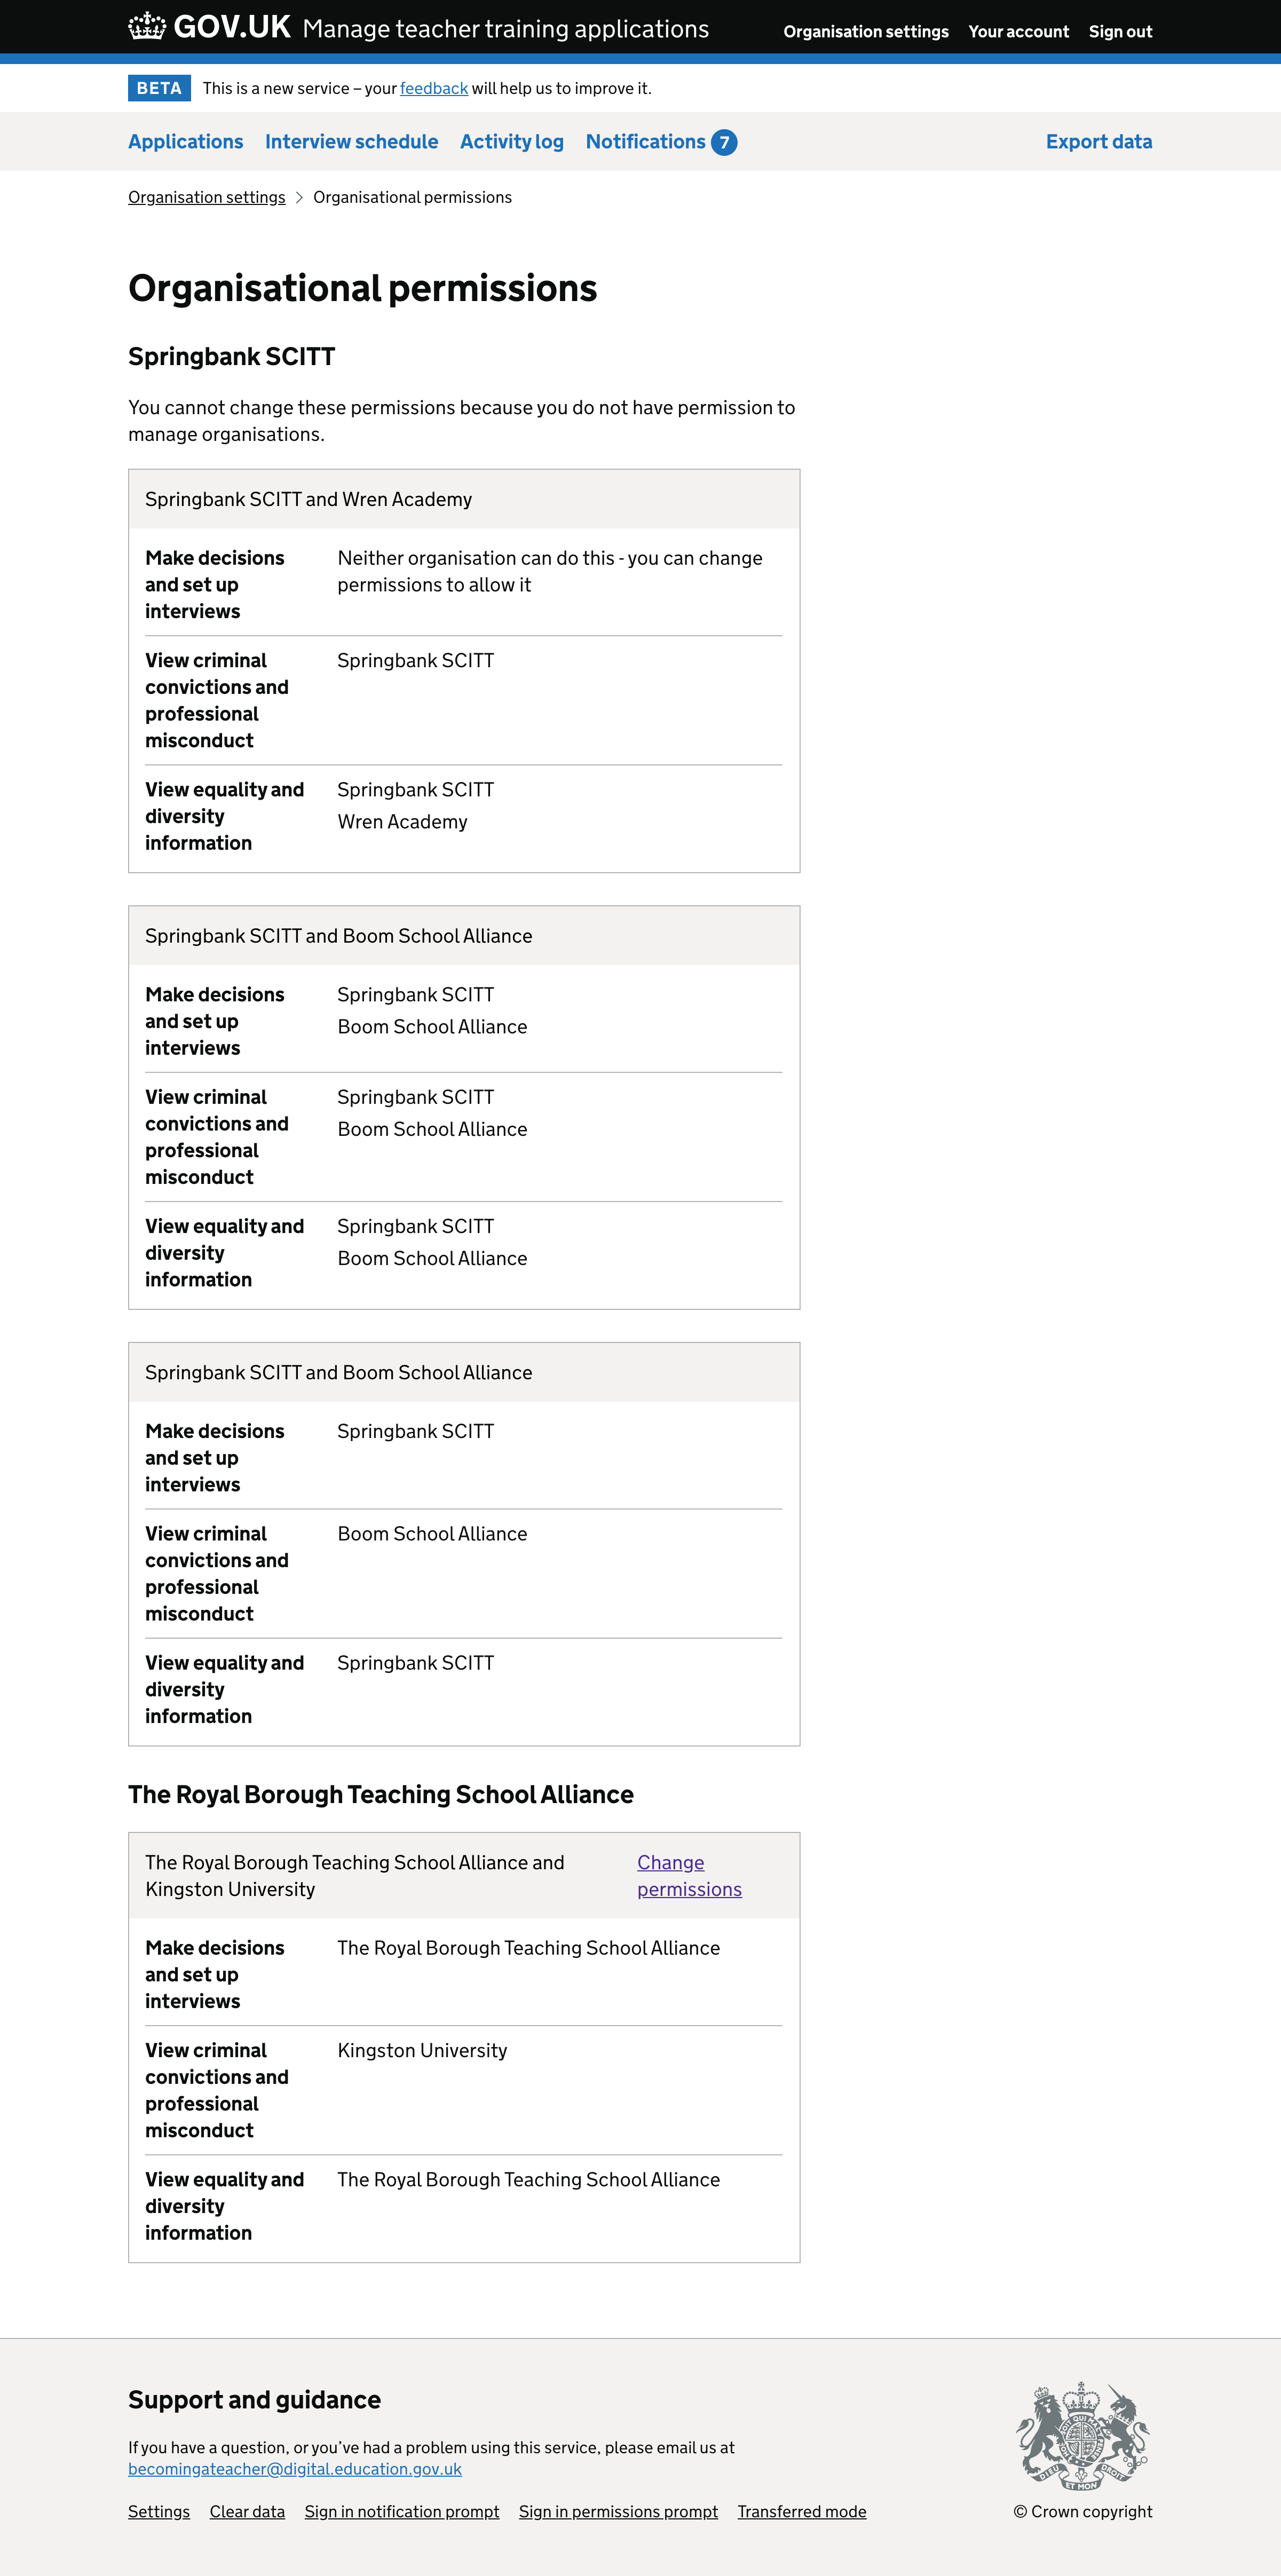 GOV.UK Manage teacher training applications
Organisation settings Your account Sign out
BETA This is a new service – your feedback will help us to improve it.
Applications Interview schedule Activity log Notifications 7 Export data
Organisation settings Organisational permissions
Organisational permissions
Springbank SCITT
You cannot change these permissions because you do not have permission to
manage organisations.
Springbank SCITT and Wren Academy
Make decisions
and set up
interviews
Neither organisation can do this - you can change
permissions to allow it
View criminal
convictions and
professional
misconduct
Springbank SCITT
View equality and
diversity
information
Springbank SCITT
Wren Academy
Springbank SCITT and Boom School Alliance
Make decisions
and set up
interviews
Springbank SCITT
Boom School Alliance
View criminal
convictions and
professional
misconduct
Springbank SCITT
Boom School Alliance
View equality and
diversity
information
Springbank SCITT
Boom School Alliance
Springbank SCITT and Boom School Alliance
Make decisions
and set up
interviews
Springbank SCITT
View criminal
convictions and
professional
misconduct
Boom School Alliance
View equality and
diversity
information
Springbank SCITT
The Royal Borough Teaching School Alliance
The Royal Borough Teaching School Alliance and
Kingston University
Change
permissions
Make decisions
and set up
interviews
The Royal Borough Teaching School Alliance
View criminal
convictions and
professional
misconduct
Kingston University
View equality and
diversity
information
The Royal Borough Teaching School Alliance
Support and guidance
If you have a question, or you’ve had a problem using this service, please email us at
becomingateacher@digital.education.gov.uk
Settings Clear data Sign in notification prompt Sign in permissions prompt Transferred mode
DIEU ET MON DROIT
© Crown copyright